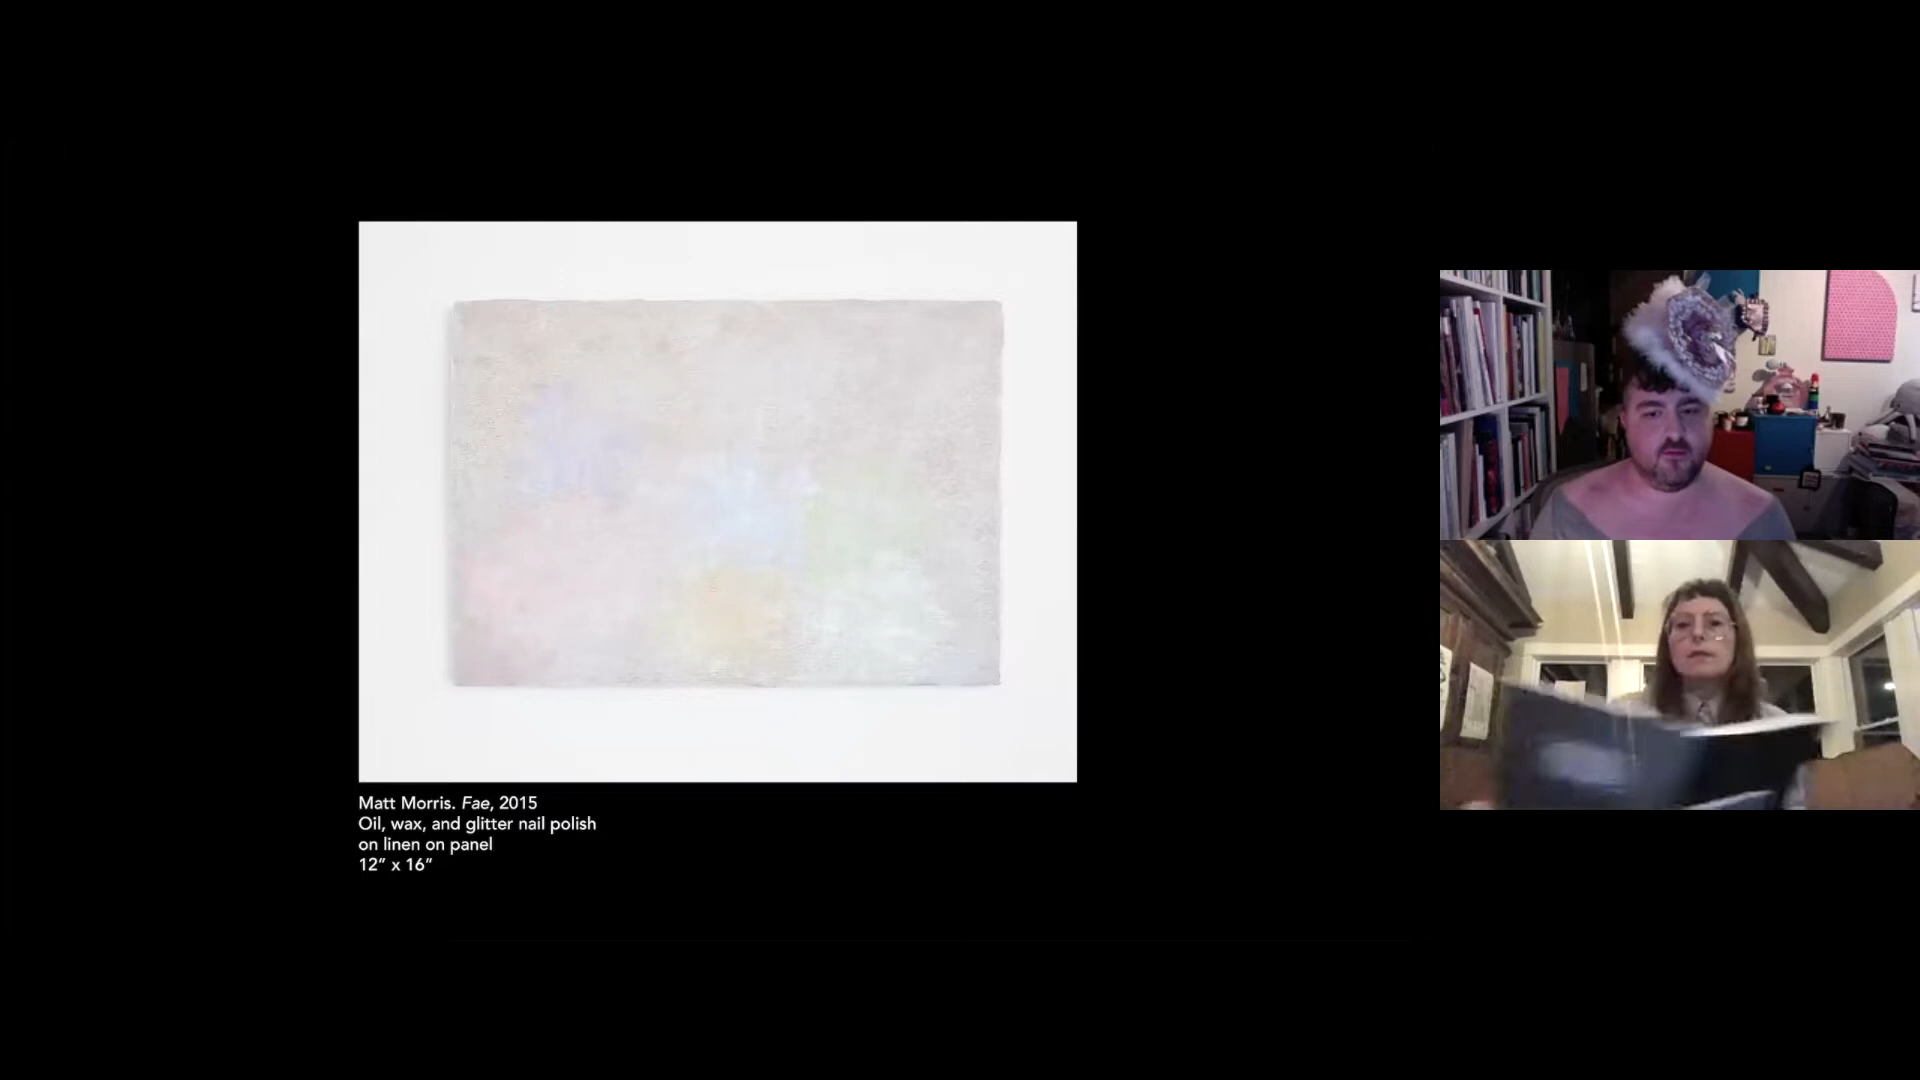 Matt Morris. Fae, 2015
Oil, wax, and glitter nail polish
on linen on panel
12” x 16”